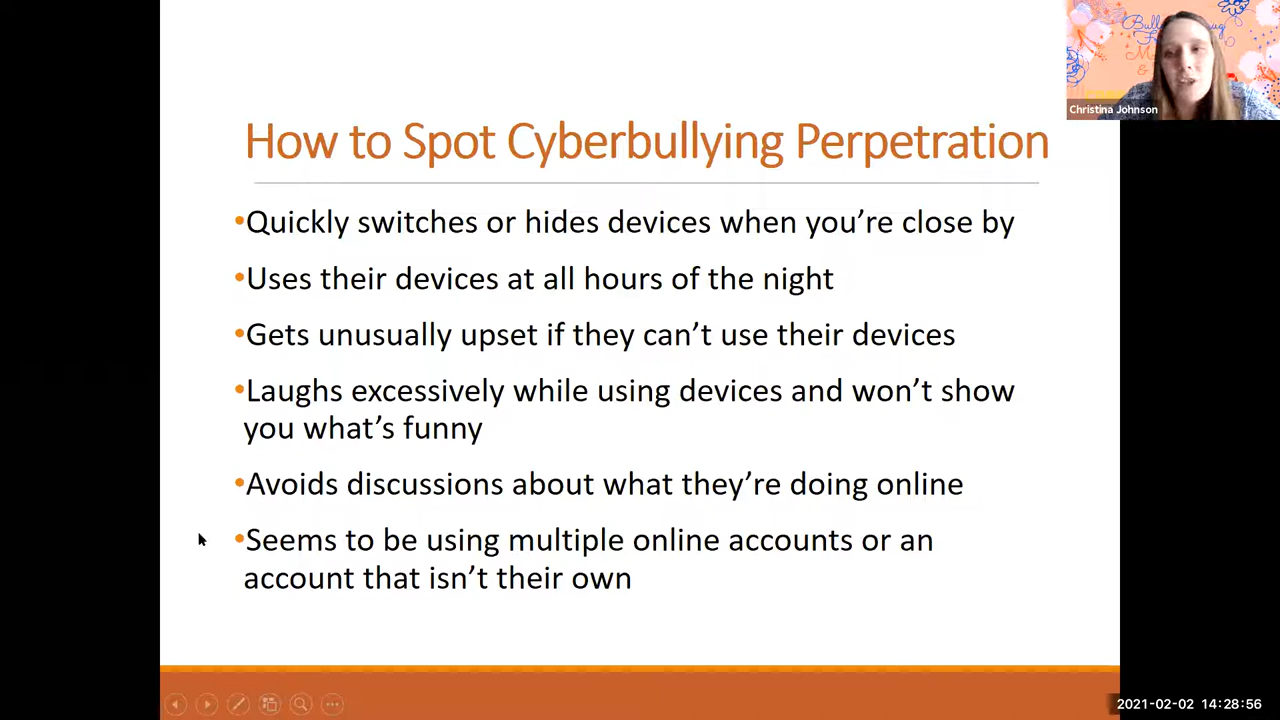 Christina Johnson
How to Spot Cyberbullying Perpetration
•Quickly switches or hides devices when you’re close by
•Uses their devices at all hours of the night
•Gets unusually upset if they can’t use their devices
•Laughs excessively while using devices and won’t show
you what’s funny
•Avoids discussions about what they’re doing online
•Seems to be using multiple online accounts or an
account that isn’t their own
2021-02-02 14:28:56